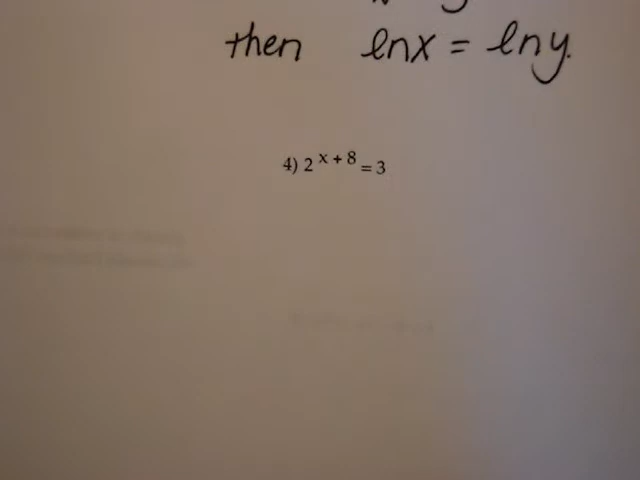 then lnx = lny.
4) 2^{x + 8} = 3